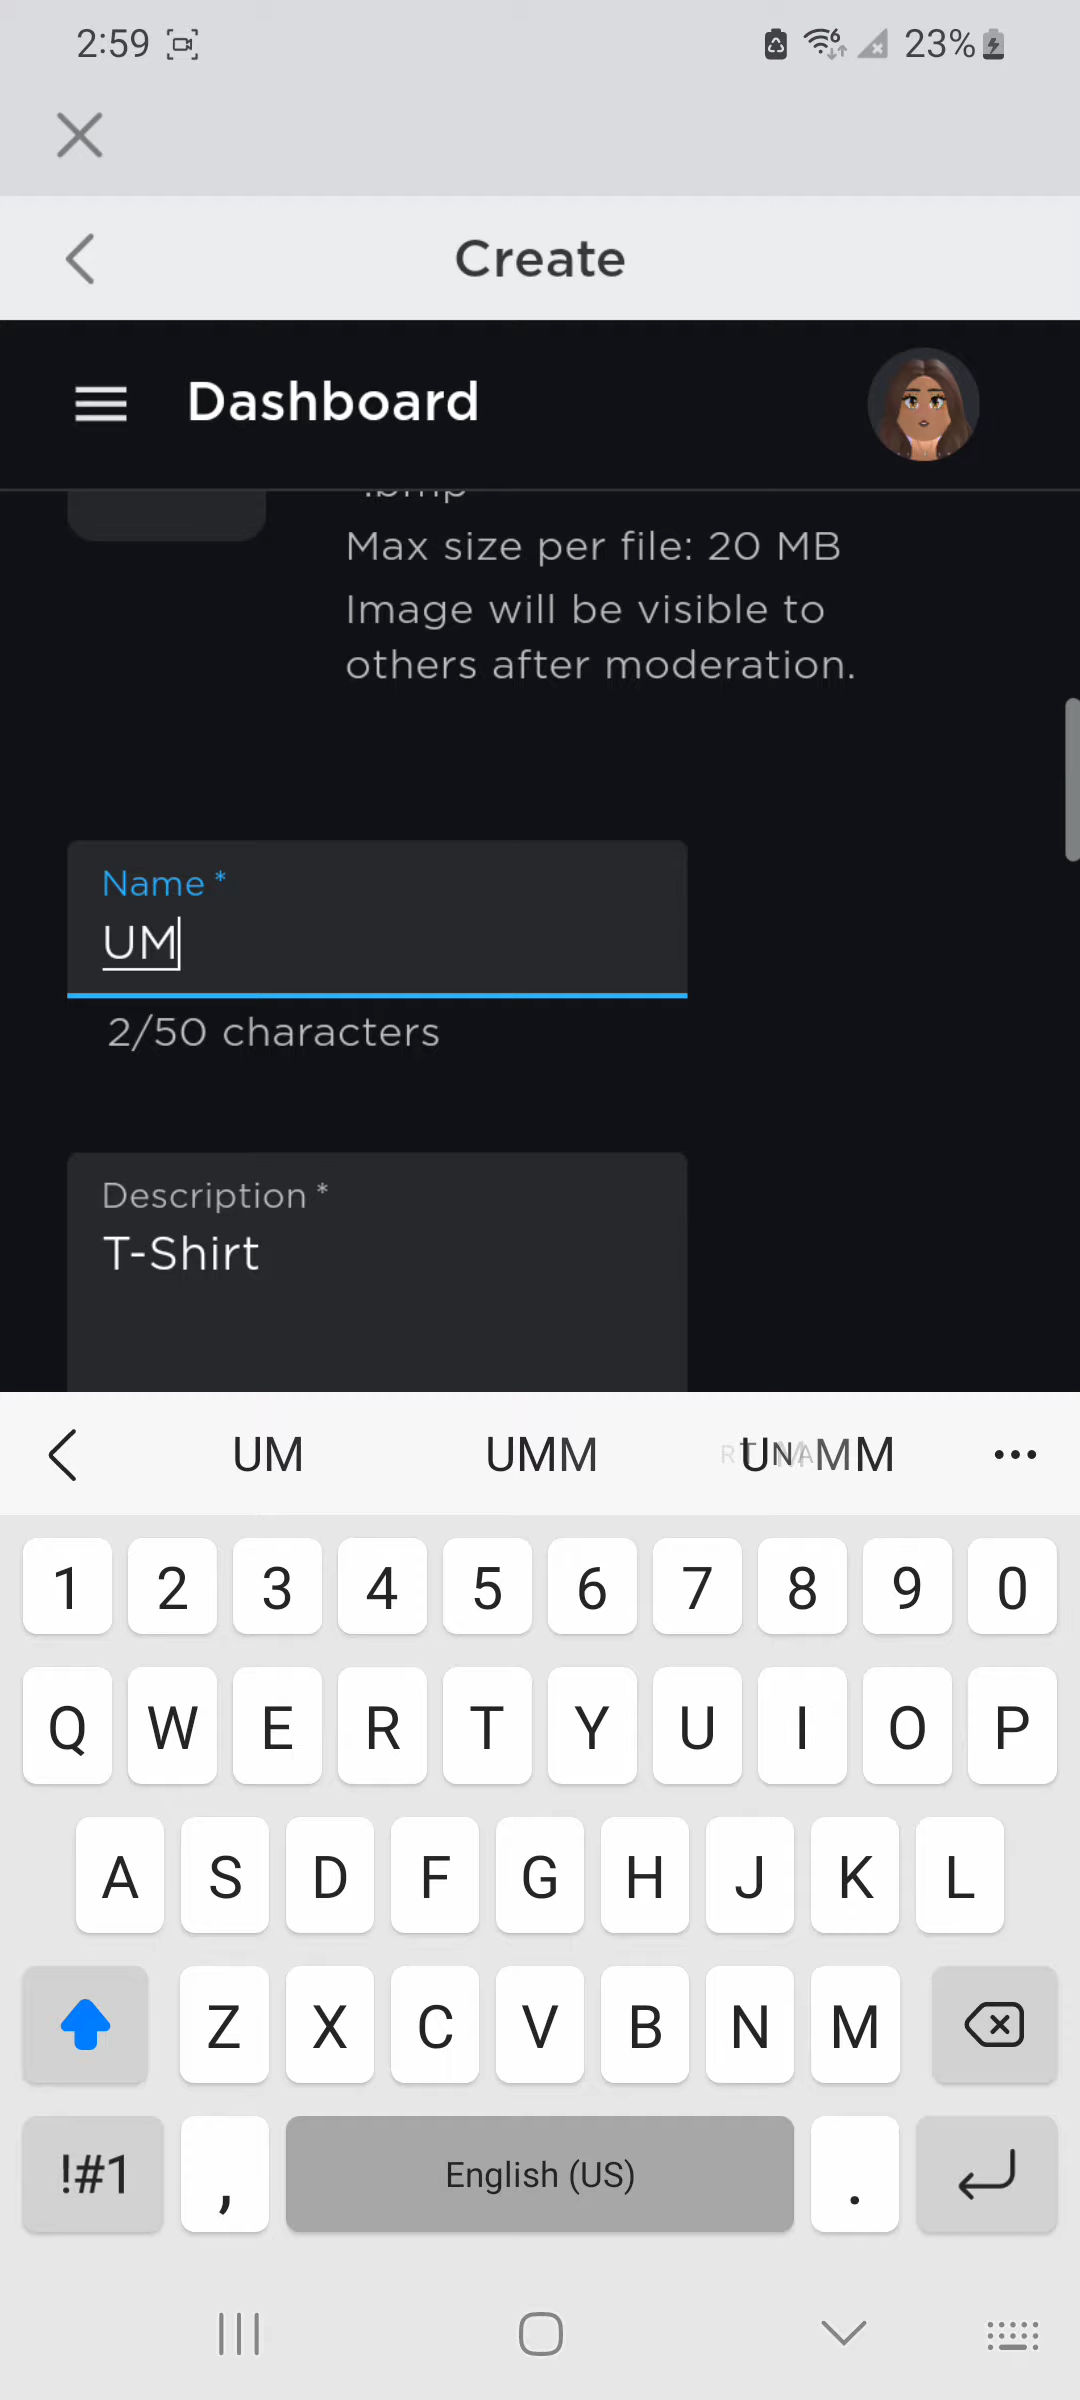 2:59
6
23%
Create
Dashboard
Max size per file: 20 MB
Image will be visible to
others after moderation.
Name *
UM
2/50 characters
Description *
T-Shirt
UM
UMM
1 2 3 4 5 6 7 8 9 0
Q W E R T Y U I O P
A S D F G H J K L
Z X C V B N M
!#1 , English (US) .